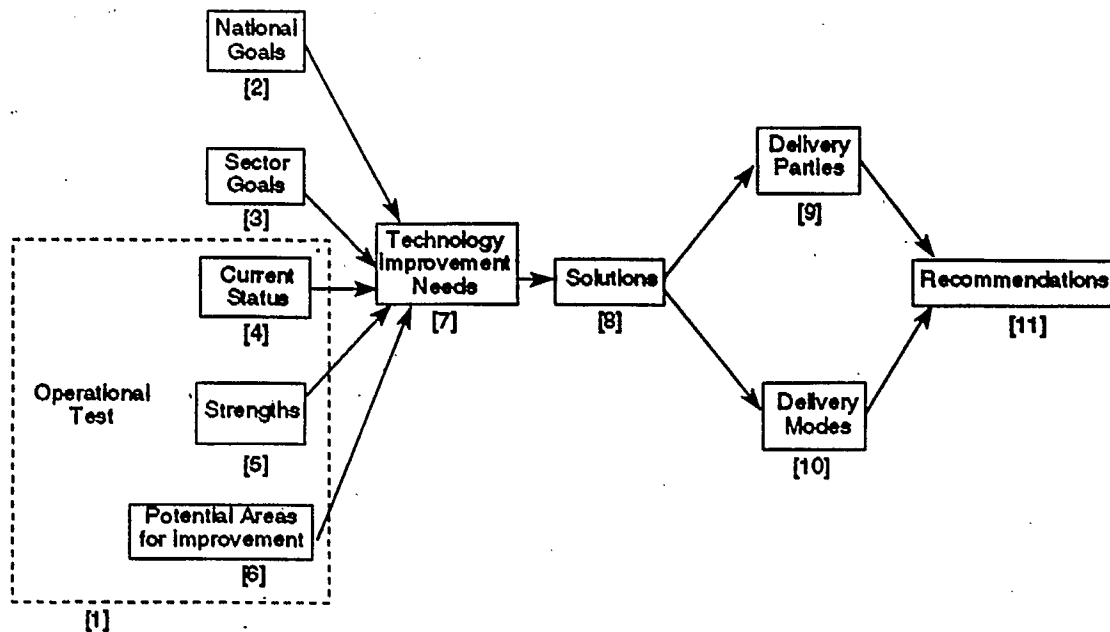 National
Goals
[2]
Sector
Goals
[3]
Current
Status
[4]
Operational
Test
Strengths
[5]
Potential Areas
for Improvement
[6]
[1]
Technology
Improvement
Needs
[7]
Solutions
[8]
Delivery
Parties
[9]
Delivery
Modes
[10]
Recommendations
[11]